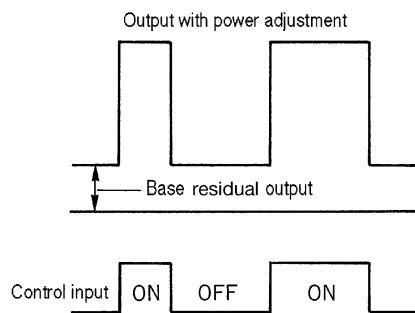 Output with power adjustment
Base residual output
Control input ON OFF ON